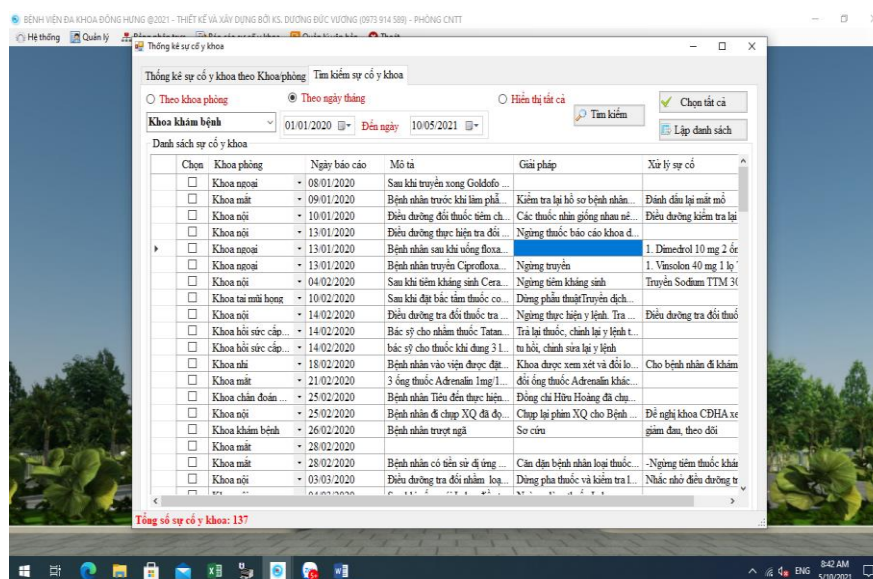 BỆNH VIỆN ĐA KHOA ĐÔNG HƯNG @2021 - THIẾT KẾ VÀ XÂY DỰNG BỞI KS. DƯƠNG ĐỨC VƯƠNG (0973 914 589) - PHÒNG CNTT
Hệ thống Quản lý
Thống kê sự cố y khoa
Thống kê sự cố y khoa theo Khoa/phòng Tìm kiếm sự cố y khoa
Theo khoa phòng Theo ngày tháng Hiển thị tất cả Chọn tất cả
Khoa khám bệnh 01/01/2020 Đến ngày 10/05/2021 Tìm kiếm Lập danh sách
Danh sách sự cố y khoa
Chọn Khoa phòng Ngày báo cáo Mô tả Giải pháp Xử lý sự cố
Khoa ngoại 08/01/2020 Sau khi truyền xong Goldofo ...
Khoa mắt 09/01/2020 Bệnh nhân trước khi làm phẫ... Kiểm tra lại hồ sơ bệnh nhân... Đánh dấu lại mắt mổ
Khoa nội 10/01/2020 Điều dưỡng đối thuốc tiêm ch... Các thuốc nhìn giống nhau nê... Điều dưỡng kiểm tra lại
Khoa nội 13/01/2020 Điều dưỡng thực hiện tra đối ... Ngừng thuốc báo cáo khoa d...
Khoa ngoại 13/01/2020 Bệnh nhân sau khi uống floxa... 1. Dimedrol 10 mg 2 ốn
Khoa ngoại 13/01/2020 Bệnh nhân truyền Ciprofloxa... Ngừng truyền 1. Vinsolon 40 mg 1 lọ
Khoa nội 04/02/2020 Sau khi tiêm kháng sinh Cera... Ngừng tiêm kháng sinh Truyền Sodium TTM 30
Khoa tai mũi họng 10/02/2020 Sau khi đặt bấc tẩm thuốc co... Dừng phẫu thuậtTruyền dịch...
Khoa nội 14/02/2020 Điều dưỡng tra đối thuốc tra ... Ngừng thực hiện y lệnh. Tra ... Điều dưỡng tra đối thuố
Khoa hồi sức cấp... 14/02/2020 Bác sỹ cho nhầm thuốc Tatan... Trả lại thuốc, chỉnh lại y lệnh t...
Khoa hồi sức cấp... 14/02/2020 bác sỹ cho thuốc khí dung 3 l... tu hồi, chỉnh sửa lại y lệnh
Khoa nhi 18/02/2020 Bệnh nhân vào viện được đặt... Khoa dược xem xét và đổi lo... Cho bệnh nhân đi khám
Khoa mắt 21/02/2020 3 ống thuốc Adrenalin 1mg/1... đổi ống thuốc Adrenalin khác...
Khoa chẩn đoán ... 25/02/2020 Bệnh nhân Tiêu đến thực hiện... Đồng chí Hữu Hoàng đã chụ...
Khoa nội 25/02/2020 Bệnh nhân đi chụp XQ đã đọ... Chụp lại phim XQ cho Bệnh ... Đề nghị khoa CĐHA xe
Khoa khám bệnh 26/02/2020 Bệnh nhân trượt ngã Sơ cứu giảm đau, theo dõi
Khoa mắt 28/02/2020
Khoa mắt 28/02/2020 Bệnh nhân có tiền sử dị ứng ... Căn dặn bệnh nhân loại thuốc... -Ngừng tiêm thuốc khán
Khoa nội 03/03/2020 Điều dưỡng tra đối nhầm loạ... Dừng pha thuốc và kiểm tra l... Nhắc nhở điều dưỡng tr
Tổng số sự cố y khoa: 137
ENG 8:42 AM
5/10/2021